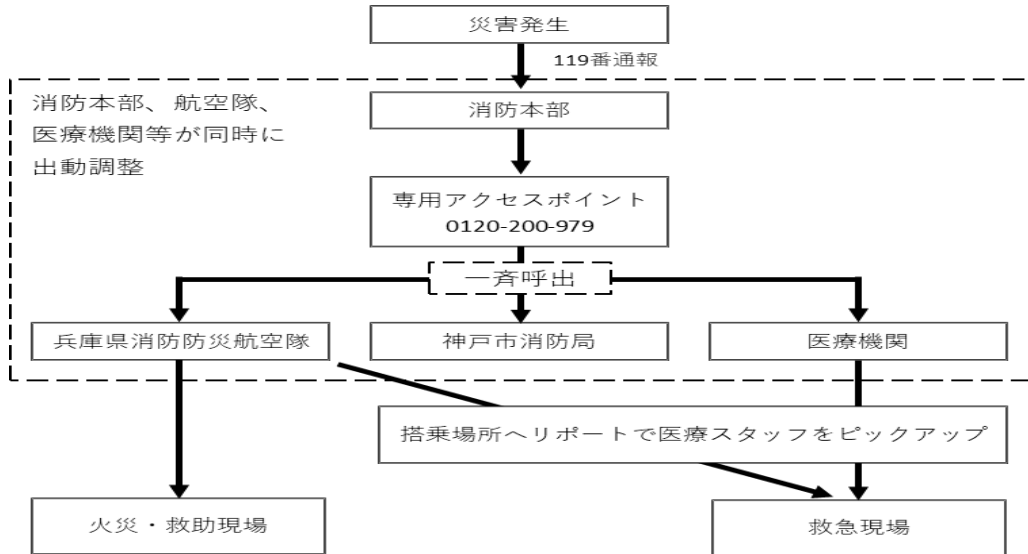 災害発生
119番通報
消防本部、航空隊、
医療機関等が同時に
出動調整
消防本部
専用アクセスポイント
0120-200-979
一斉呼出
兵庫県消防防災航空隊
神戸市消防局
医療機関
搭乗場所ヘリポートで医療スタッフをピックアップ
火災・救助現場
救急現場